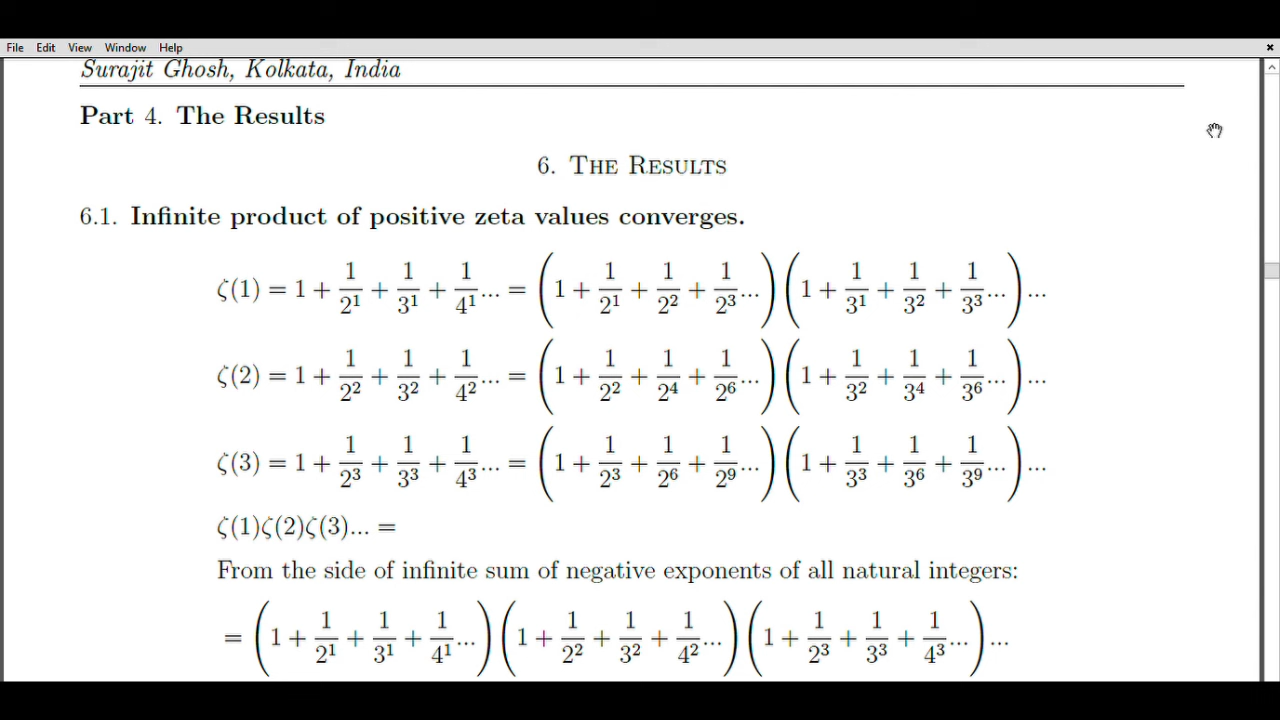 File Edit View Window Help
Surajit Ghosh, Kolkata, India
Part 4. The Results
6. The Results
6.1. Infinite product of positive zeta values converges.
ζ(1) = 1 + 1/2^1 + 1/3^1 + 1/4^1 ... = (1 + 1/2^1 + 1/2^2 + 1/2^3 ...) (1 + 1/3^1 + 1/3^2 + 1/3^3 ...) ...
ζ(2) = 1 + 1/2^2 + 1/3^2 + 1/4^2 ... = (1 + 1/2^2 + 1/2^4 + 1/2^6 ...) (1 + 1/3^2 + 1/3^4 + 1/3^6 ...) ...
ζ(3) = 1 + 1/2^3 + 1/3^3 + 1/4^3 ... = (1 + 1/2^3 + 1/2^6 + 1/2^9 ...) (1 + 1/3^3 + 1/3^6 + 1/3^9 ...) ...
ζ(1)ζ(2)ζ(3)... =
From the side of infinite sum of negative exponents of all natural integers:
= (1 + 1/2^1 + 1/3^1 + 1/4^1 ...) (1 + 1/2^2 + 1/3^2 + 1/4^2 ...) (1 + 1/2^3 + 1/3^3 + 1/4^3 ...) ...